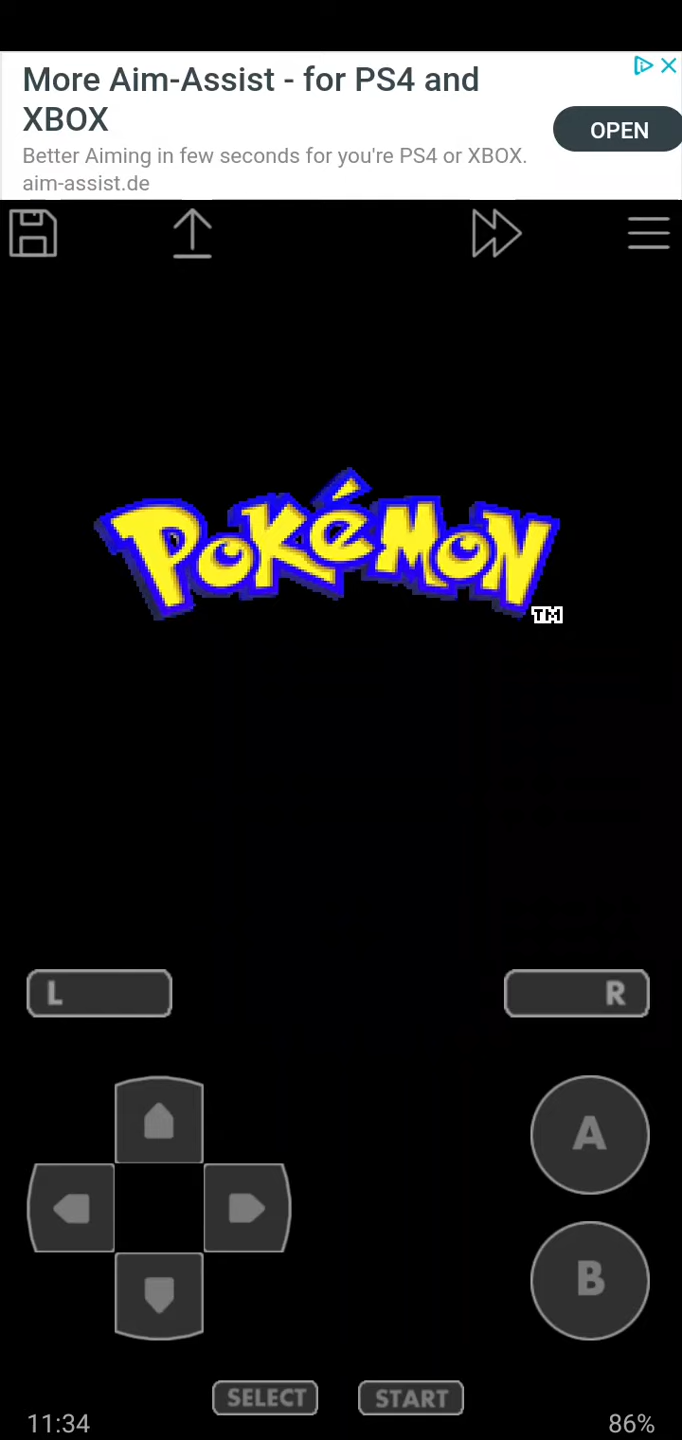 More Aim-Assist - for PS4 and
XBOX
OPEN
Better Aiming in few seconds for you're PS4 or XBOX.
aim-assist.de
POKéMON
TM
L
R
A
B
SELECT
START
11:34
86%